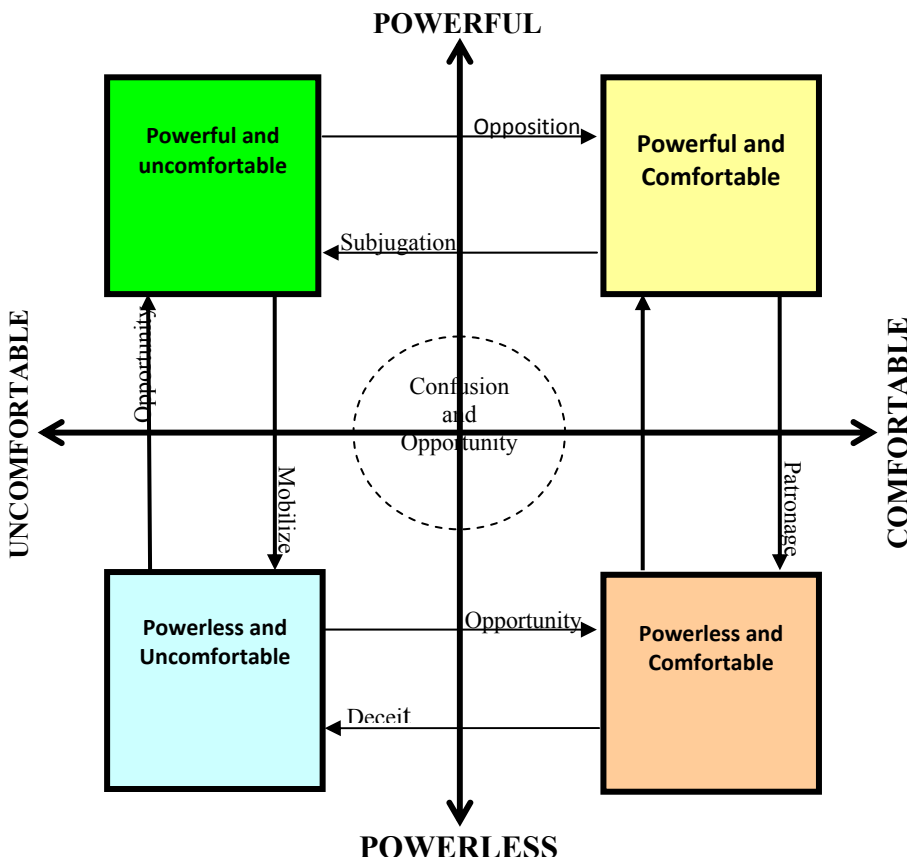 POWERFUL
Powerful and
uncomfortable
Opposition
Powerful and
Comfortable
Subjugation
UNCOMFORTABLE
Opportunity
Confusion
and
Opportunity
COMFORTABLE
Mobilize
Patronage
Powerless and
Uncomfortable
Opportunity
Powerless and
Comfortable
Deceit
POWERLESS